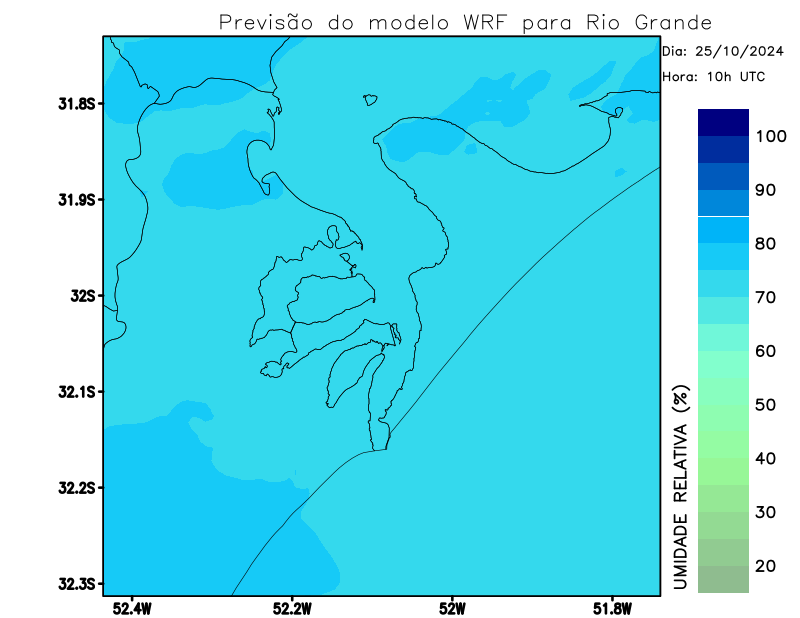 Previsão do modelo WRF para Rio Grande
Dia: 25/10/2024
Hora: 10h UTC
31.8S
31.9S
32S
32.1S
32.2S
32.3S
52.4W
52.2W
52W
51.8W
100
90
80
70
60
50
40
30
20
UMIDADE RELATIVA (%)